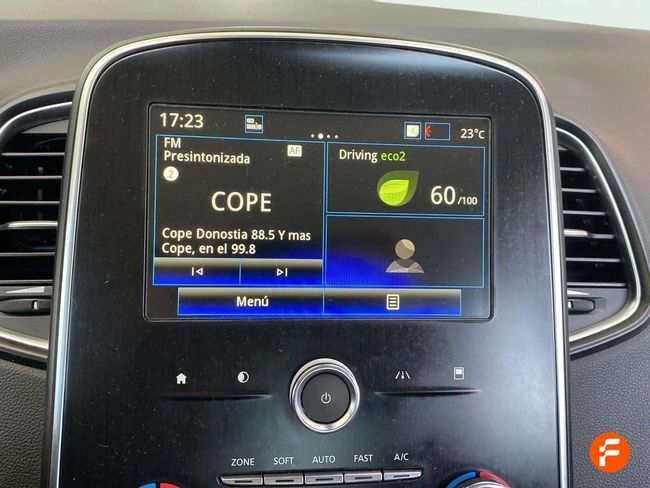 17:23
0
23°C
FM
Presintonizada
AF
2
COPE
Cope Donostia 88.5 Y mas
Cope, en el 99.8
Driving eco2
60/100
Menú
ZONE SOFT AUTO FAST A/C